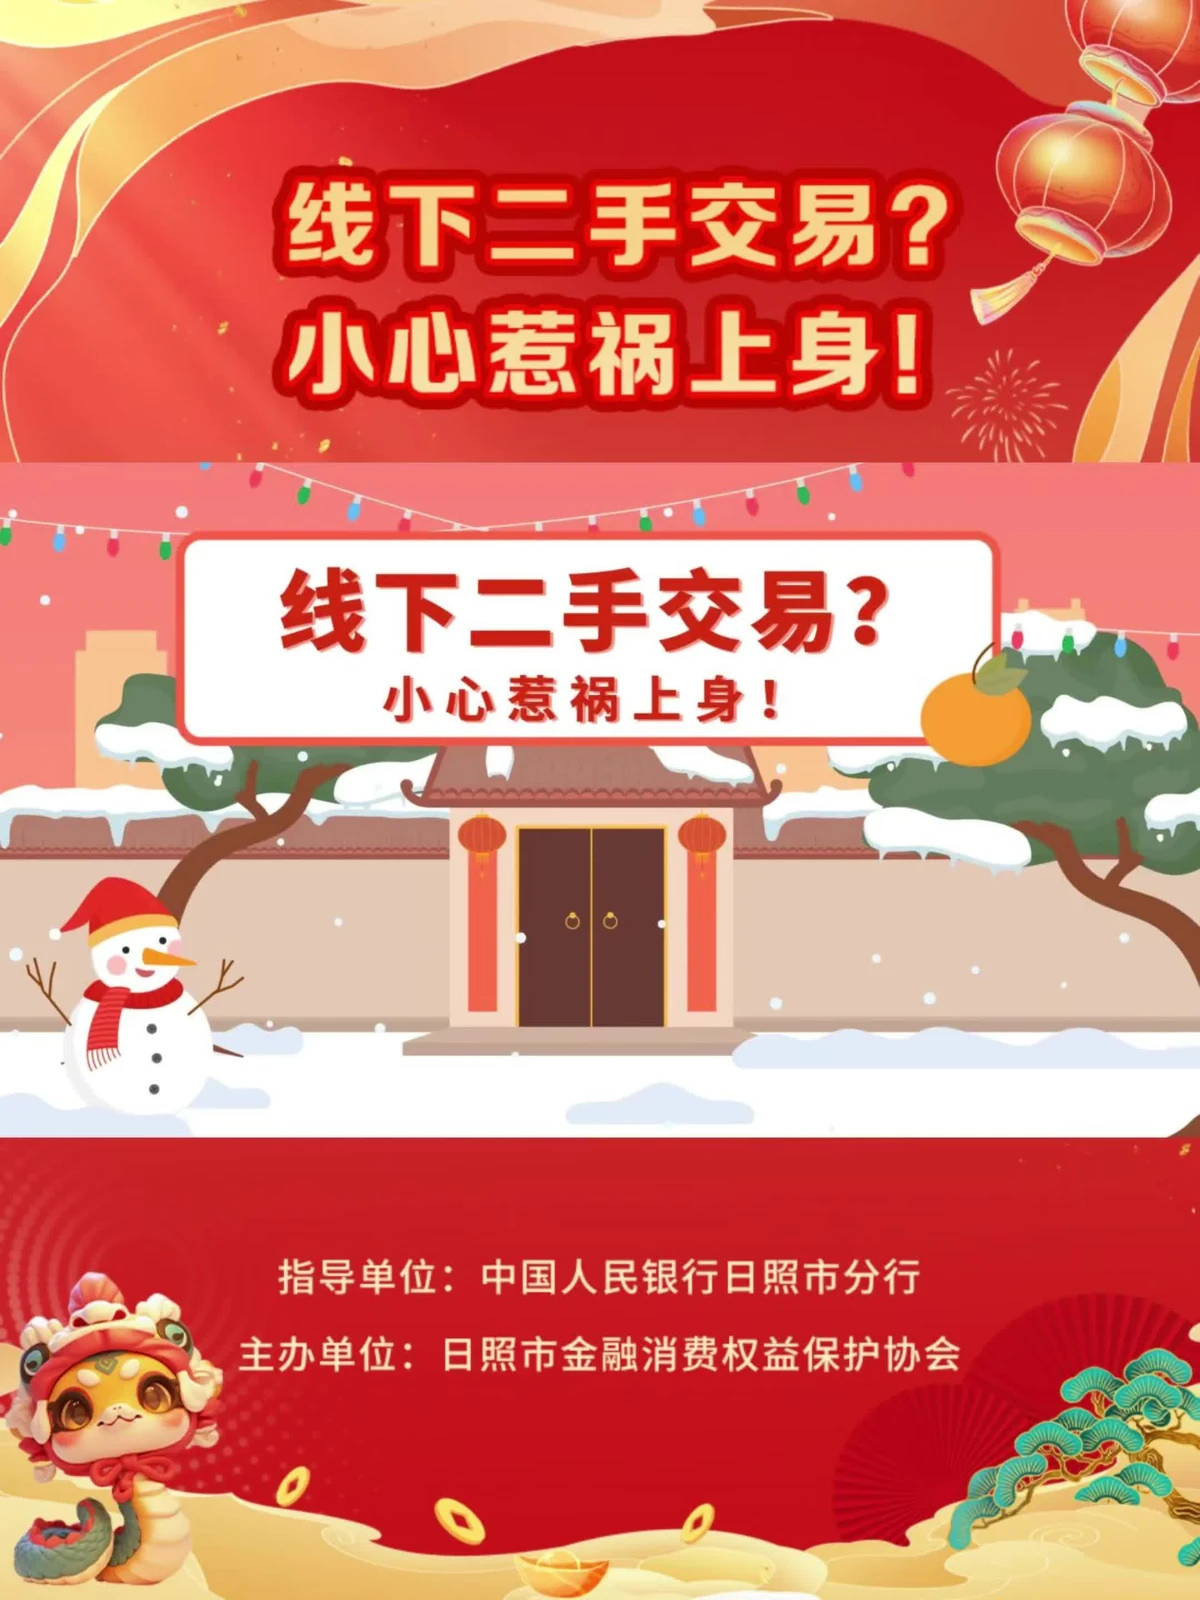 线下二手交易？
小心惹祸上身！
线下二手交易？
小心惹祸上身！
指导单位：中国人民银行日照市分行
主办单位：日照市金融消费权益保护协会